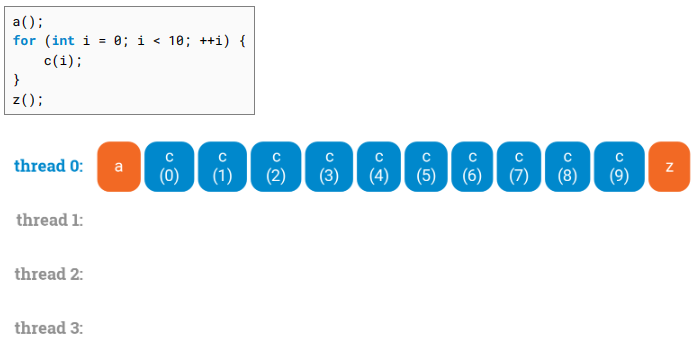 a();
for (int i = 0; i < 10; ++i) {
    c(i);
}
z();
thread 0: a c (0) c (1) c (2) c (3) c (4) c (5) c (6) c (7) c (8) c (9) z
thread 1:
thread 2:
thread 3: